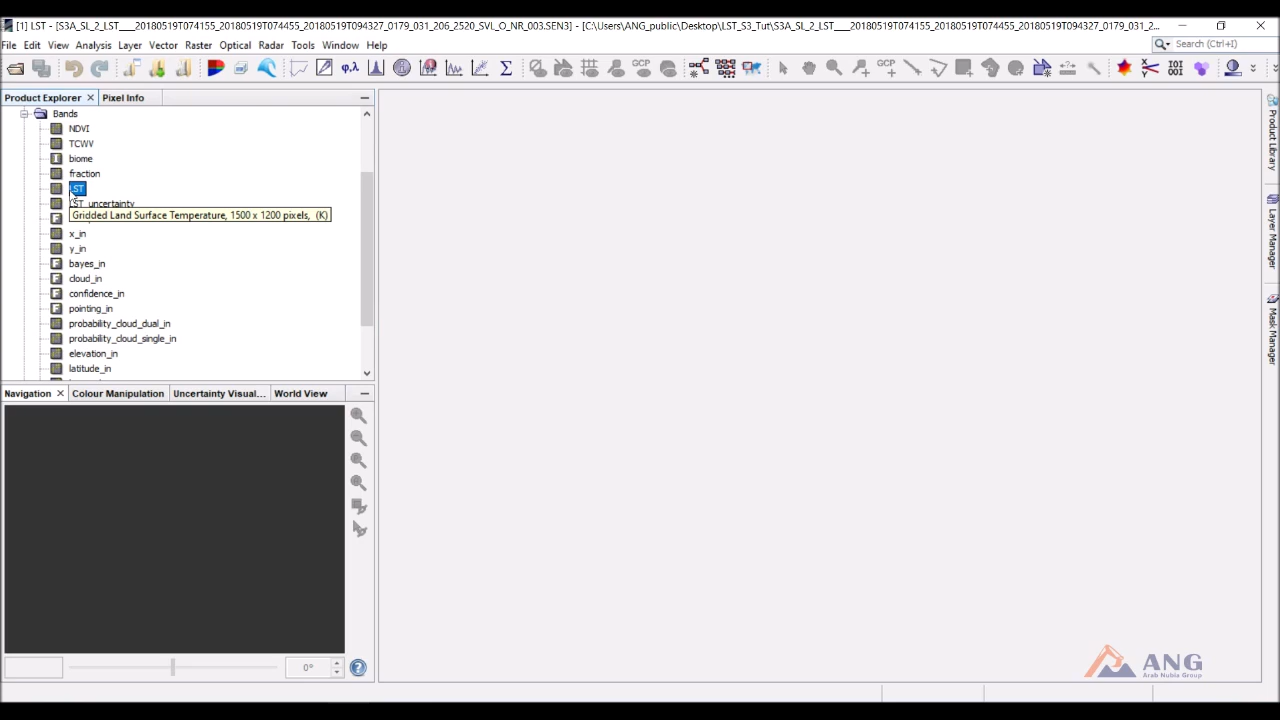 [1] LST - [S3A_SL_2_LST____20180519T074155_20180519T074455_20180519T094327_0179_031_206_2520_SVL_O_NR_003.SEN3] - [C:\Users\ANG_public\Desktop\LST_S3_Tut\S3A_SL_2_LST____20180519T074155_20180519T074455_20180519T094327_0179_031_2...
File Edit View Analysis Layer Vector Raster Optical Radar Tools Window Help
Search (Ctrl+I)
φ,λ
Σ
GCP
GCP
Product Explorer
Pixel Info
Bands
NDVI
TCWV
biome
fraction
LST
LST_uncertainty
Gridded Land Surface Temperature, 1500 x 1200 pixels, (K)
x_in
y_in
bayes_in
cloud_in
confidence_in
pointing_in
probability_cloud_dual_in
probability_cloud_single_in
elevation_in
latitude_in
Navigation
Colour Manipulation
Uncertainty Visual...
World View
0°
Product Library
Layer Manager
Mask Manager
ANG
Arab Nubia Group